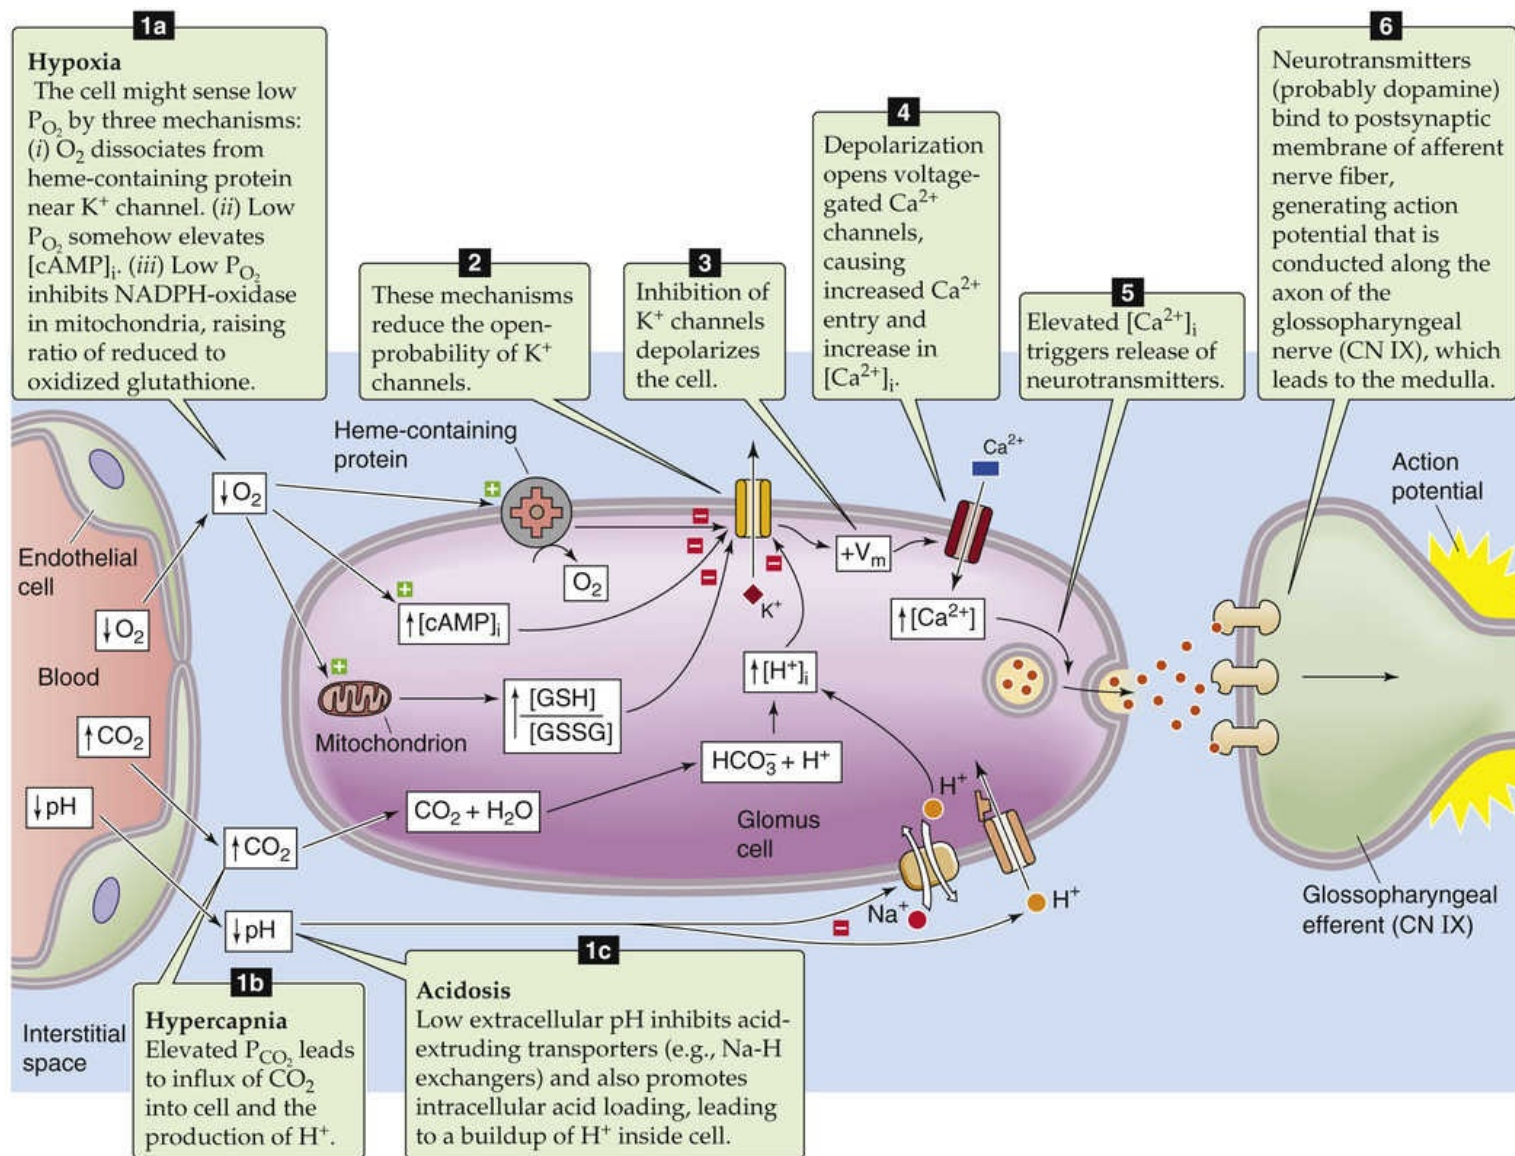 1a
Hypoxia
The cell might sense low
P_O₂ by three mechanisms:
(i) O₂ dissociates from
heme-containing protein
near K⁺ channel. (ii) Low
P_O₂ somehow elevates
[cAMP]ᵢ. (iii) Low P_O₂
inhibits NADPH-oxidase
in mitochondria, raising
ratio of reduced to
oxidized glutathione.
2
These mechanisms
reduce the open-
probability of K⁺
channels.
3
Inhibition of
K⁺ channels
depolarizes
the cell.
4
Depolarization
opens voltage-
gated Ca²⁺
channels,
causing
increased Ca²⁺
entry and
increase in
[Ca²⁺]ᵢ.
5
Elevated [Ca²⁺]ᵢ
triggers release of
neurotransmitters.
6
Neurotransmitters
(probably dopamine)
bind to postsynaptic
membrane of afferent
nerve fiber,
generating action
potential that is
conducted along the
axon of the
glossopharyngeal
nerve (CN IX), which
leads to the medulla.
Heme-containing
protein
Ca²⁺
Action
potential
↓O₂
+
−
−
−
−
+Vₘ
O₂
K⁺
Endothelial
cell
↓O₂
+
↑[cAMP]ᵢ
↑[Ca²⁺]
Blood
+
↑[H⁺]ᵢ
↑[GSH]
[GSSG]
Mitochondrion
↑CO₂
HCO₃⁻ + H⁺
↓pH
CO₂ + H₂O
H⁺
Glomus
cell
↑CO₂
↓pH
Na⁺
H⁺
−
Glossopharyngeal
efferent (CN IX)
1b
Hypercapnia
Elevated P_CO₂ leads
to influx of CO₂
into cell and the
production of H⁺.
1c
Acidosis
Low extracellular pH inhibits acid-
extruding transporters (e.g., Na-H
exchangers) and also promotes
intracellular acid loading, leading
to a buildup of H⁺ inside cell.
Interstitial
space